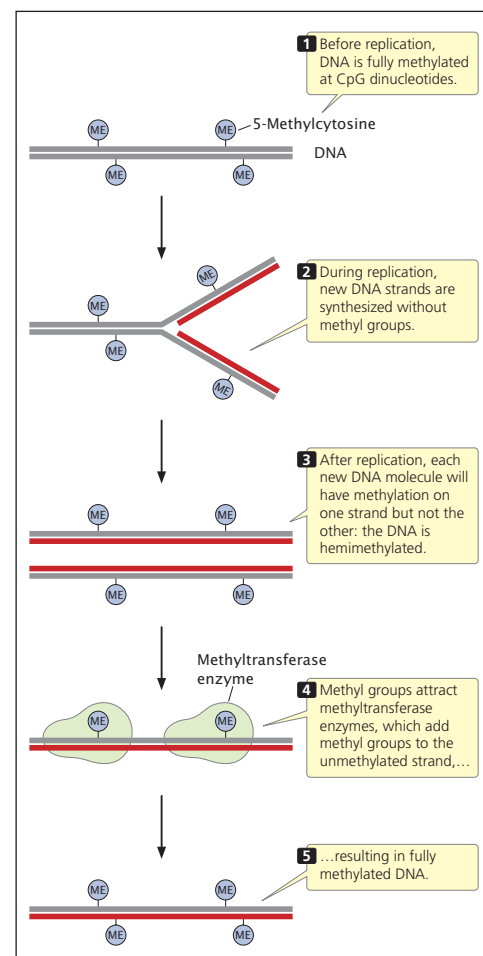 1 Before replication,
DNA is fully methylated
at CpG dinucleotides.
ME ME 5-Methylcytosine
DNA
ME ME
2 During replication,
new DNA strands are
synthesized without
methyl groups.
ME
ME
ME
ME
3 After replication, each
new DNA molecule will
have methylation on
one strand but not the
other: the DNA is
hemimethylated.
ME ME
ME ME
Methyltransferase
enzyme
4 Methyl groups attract
methyltransferase
enzymes, which add
methyl groups to the
unmethylated strand,…
ME ME
5 …resulting in fully
methylated DNA.
ME ME
ME ME